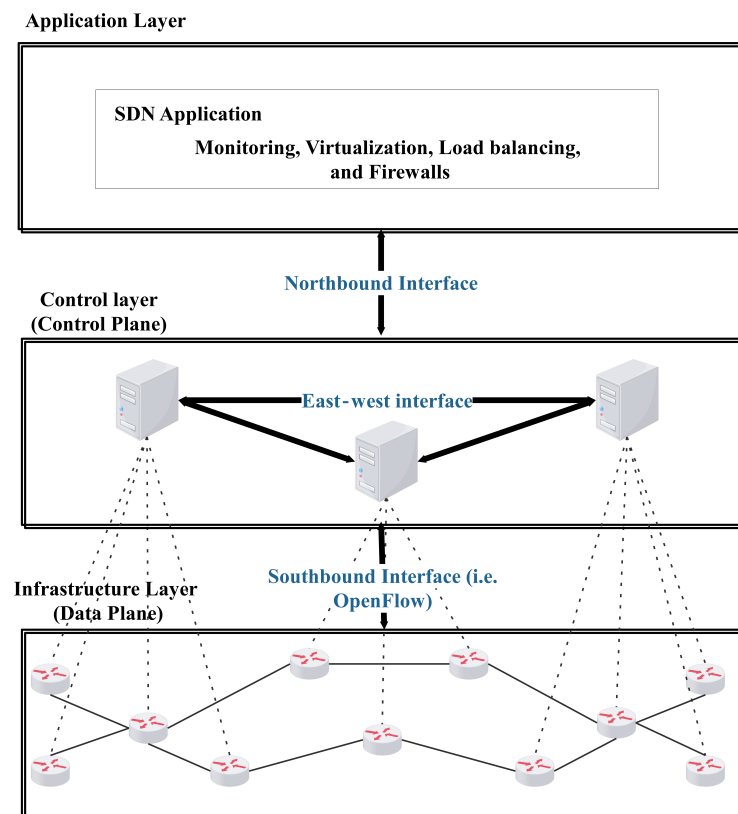 Application Layer
SDN Application
Monitoring, Virtualization, Load balancing,
and Firewalls
Northbound Interface
Control layer
(Control Plane)
East-west interface
Southbound Interface (i.e.
OpenFlow)
Infrastructure Layer
(Data Plane)